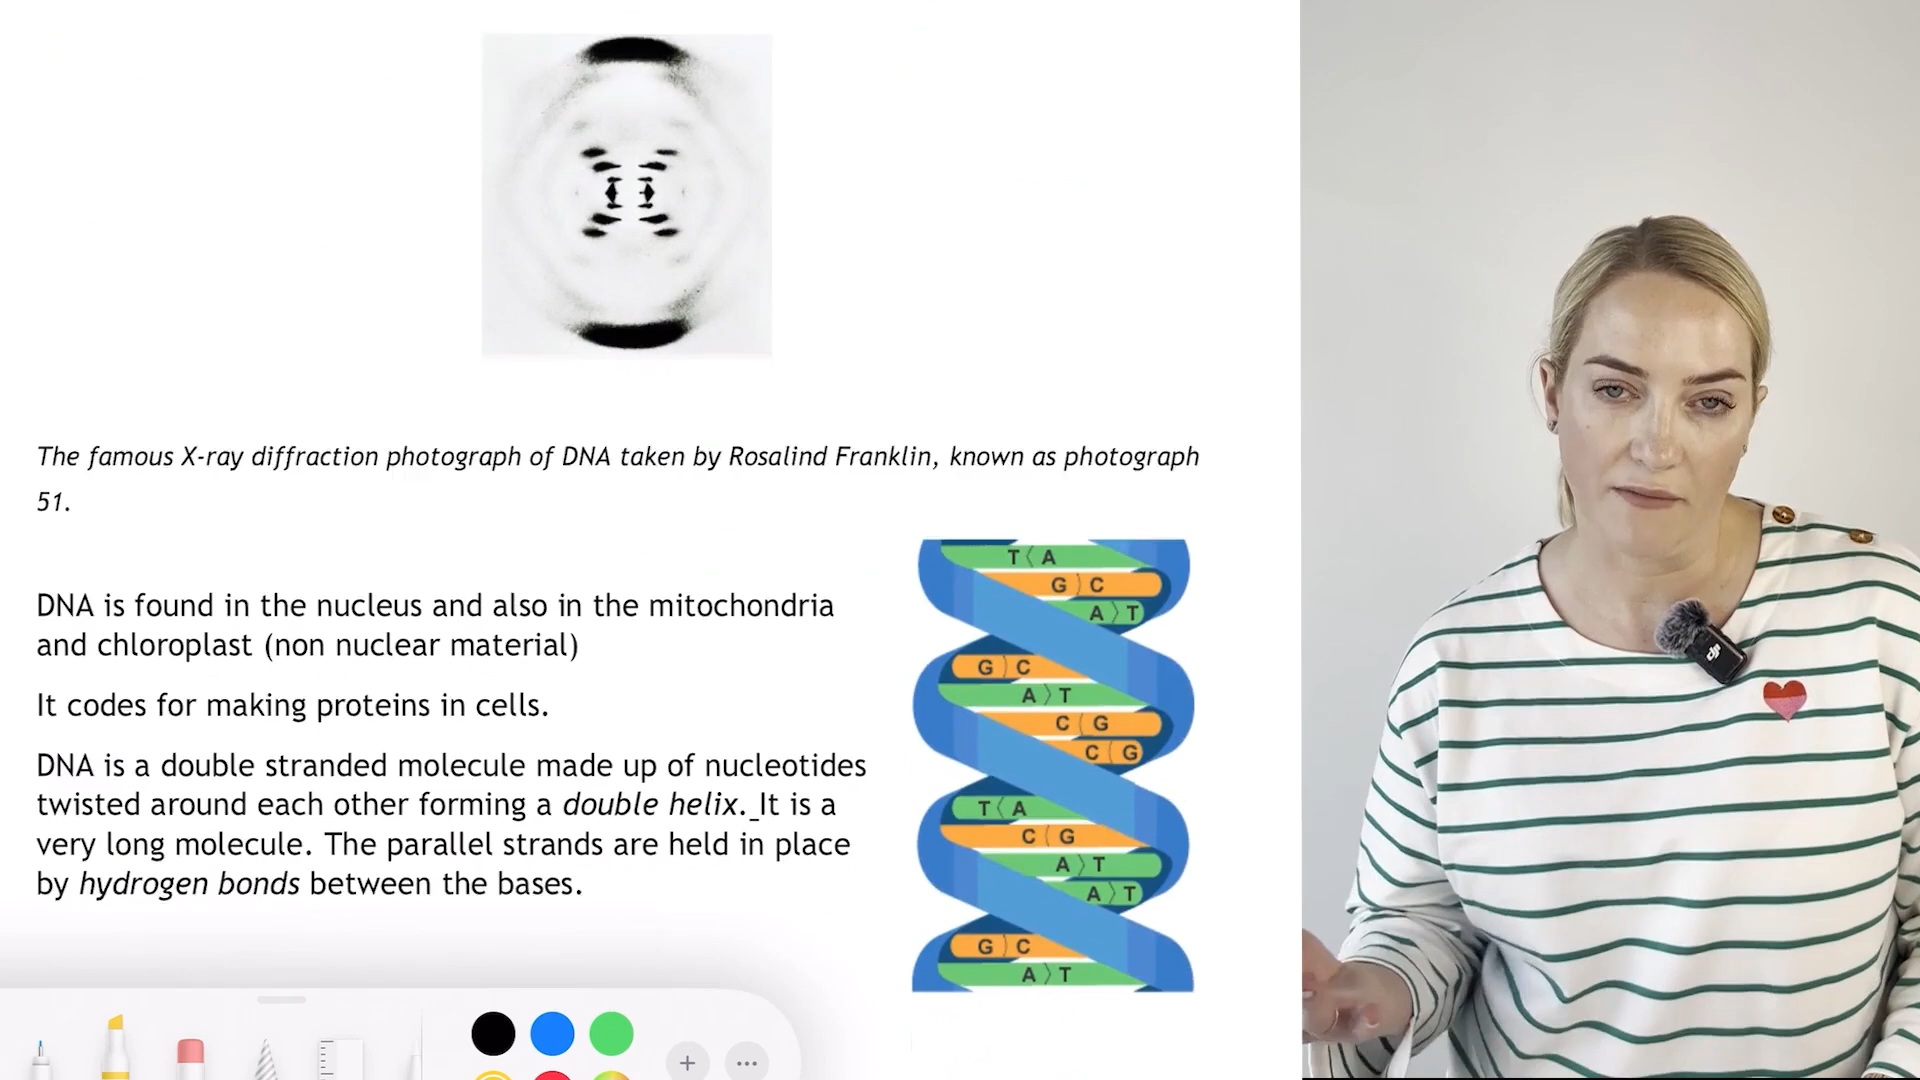 The famous X-ray diffraction photograph of DNA taken by Rosalind Franklin, known as photograph
51.
DNA is found in the nucleus and also in the mitochondria
and chloroplast (non nuclear material)
It codes for making proteins in cells.
DNA is a double stranded molecule made up of nucleotides
twisted around each other forming a double helix. It is a
very long molecule. The parallel strands are held in place
by hydrogen bonds between the bases.
T A
G C
A T
G C
A T
C G
C G
T A
C G
A T
A T
G C
A T
dji